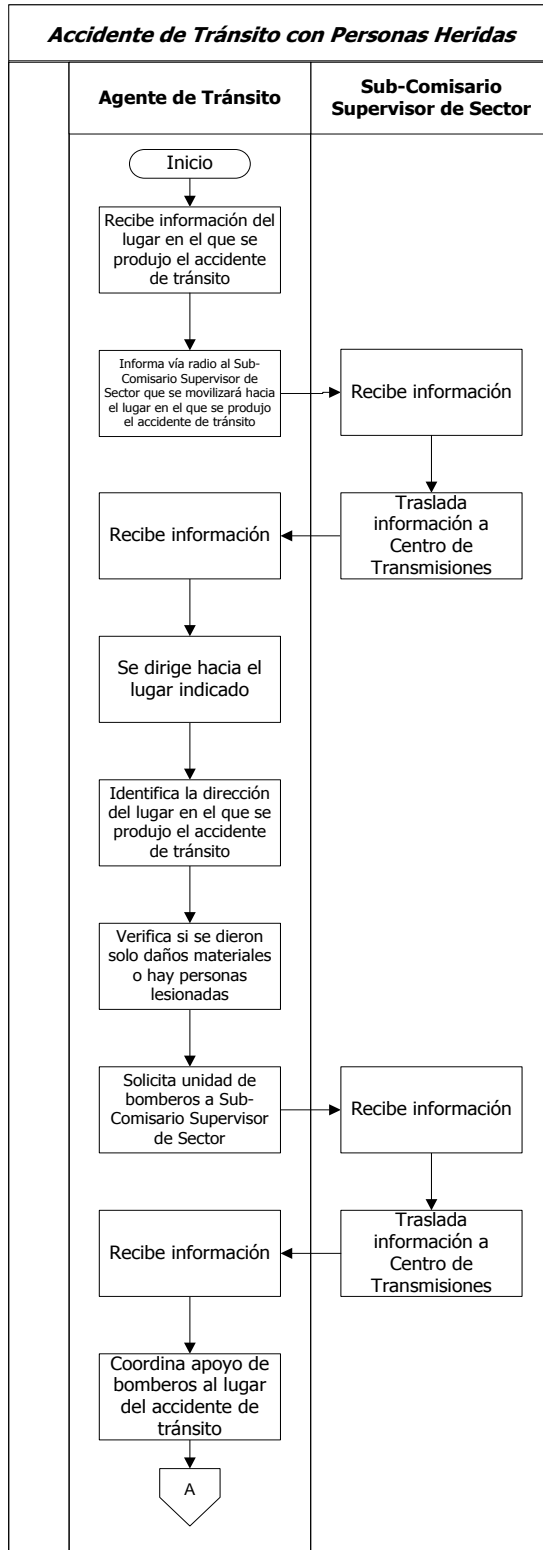 Accidente de Tránsito con Personas Heridas
Agente de Tránsito
Sub-Comisario
Supervisor de Sector
Inicio
Recibe información del
lugar en el que se
produjo el accidente
de tránsito
Informa vía radio al Sub-
Comisario Supervisor de
Sector que se movilizará hacia
el lugar en el que se produjo
el accidente de tránsito
Recibe información
Traslada
información a
Centro de
Transmisiones
Recibe información
Se dirige hacia el
lugar indicado
Identifica la dirección
del lugar en el que se
produjo el accidente
de tránsito
Verifica si se dieron
solo daños materiales
o hay personas
lesionadas
Solicita unidad de
bomberos a Sub-
Comisario Supervisor
de Sector
Recibe información
Traslada
información a
Centro de
Transmisiones
Recibe información
Coordina apoyo de
bomberos al lugar
del accidente de
tránsito
A